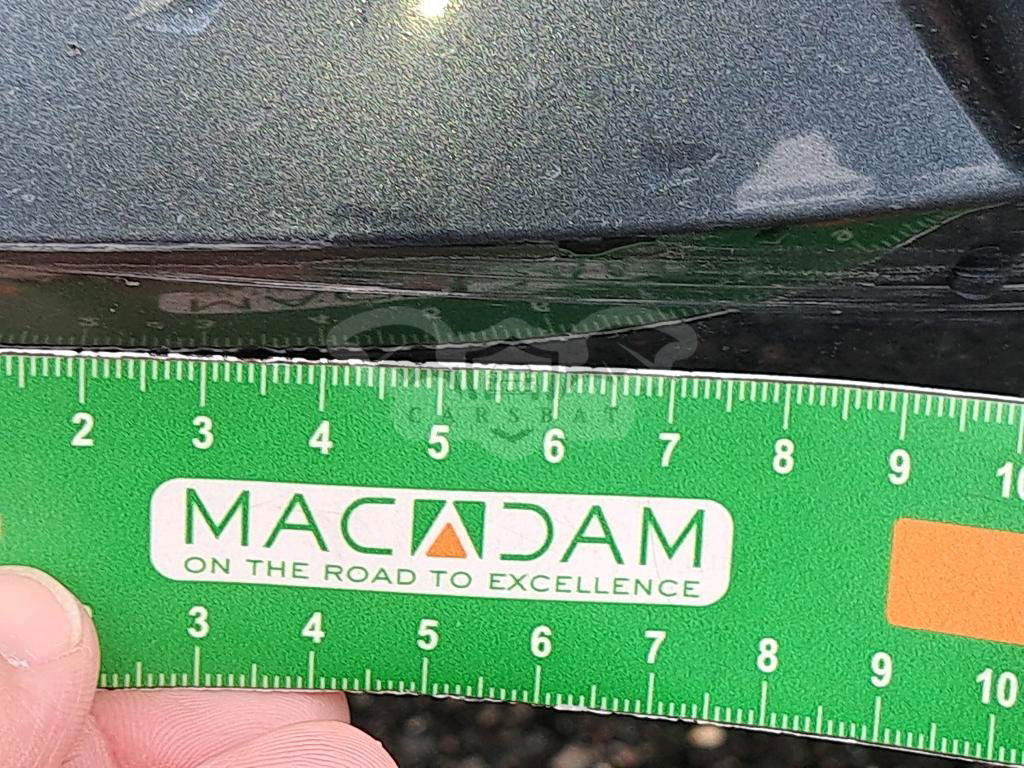 2 3 4 5 6 7 8 9 10
CARSBAT
MACADAM
ON THE ROAD TO EXCELLENCE
3 4 5 6 7 8 9 10